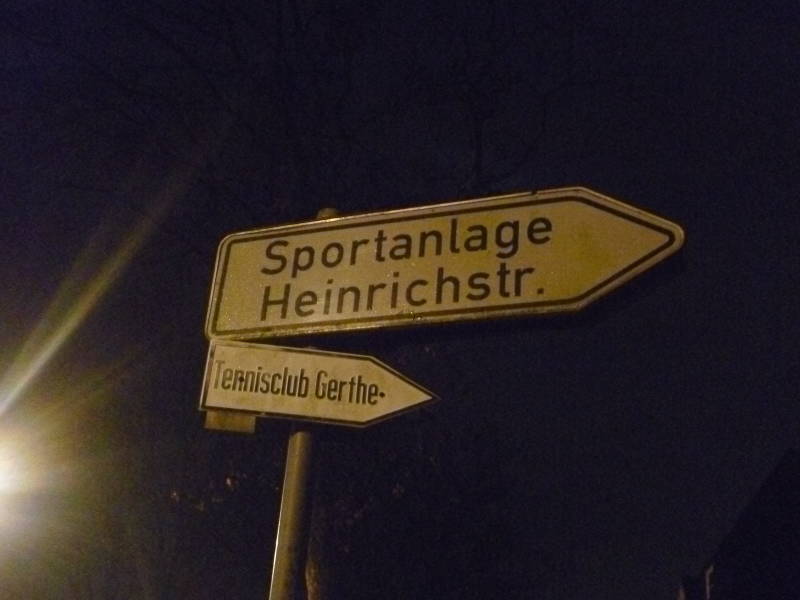 Sportanlage
Heinrichstr.
Tennisclub Gerthe